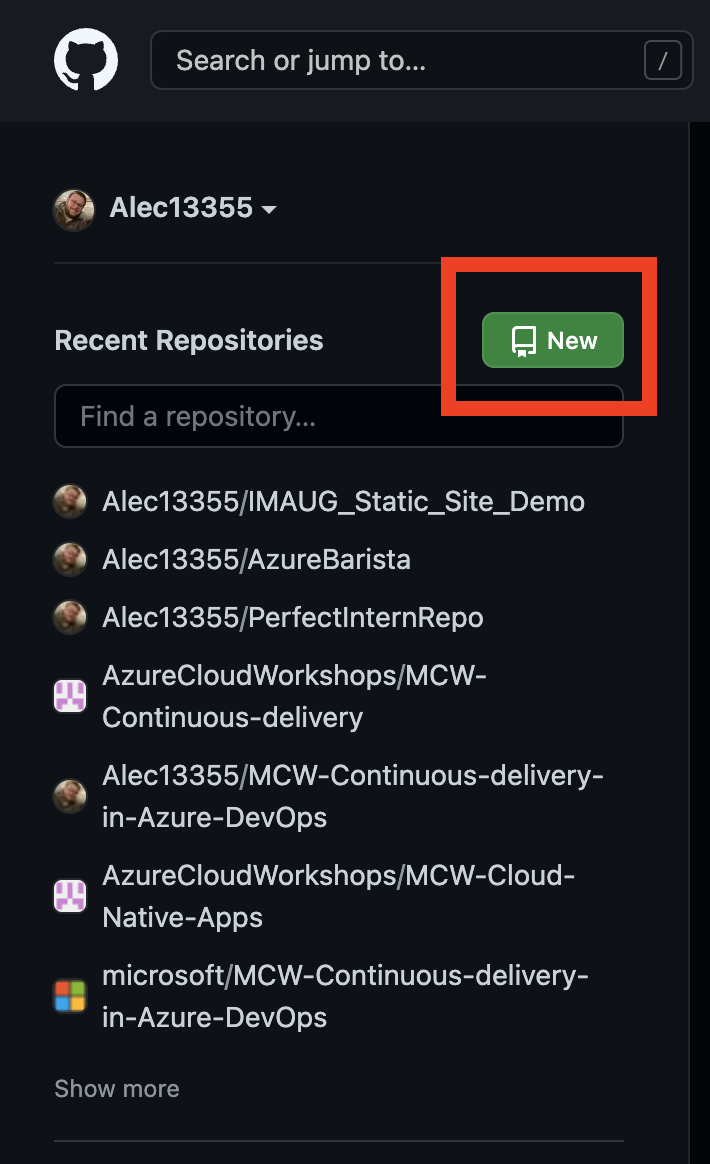 Search or jump to... /
Alec13355
Recent Repositories New
Find a repository...
Alec13355/IMAUG_Static_Site_Demo
Alec13355/AzureBarista
Alec13355/PerfectInternRepo
AzureCloudWorkshops/MCW-
Continuous-delivery
Alec13355/MCW-Continuous-delivery-
in-Azure-DevOps
AzureCloudWorkshops/MCW-Cloud-
Native-Apps
microsoft/MCW-Continuous-delivery-
in-Azure-DevOps
Show more